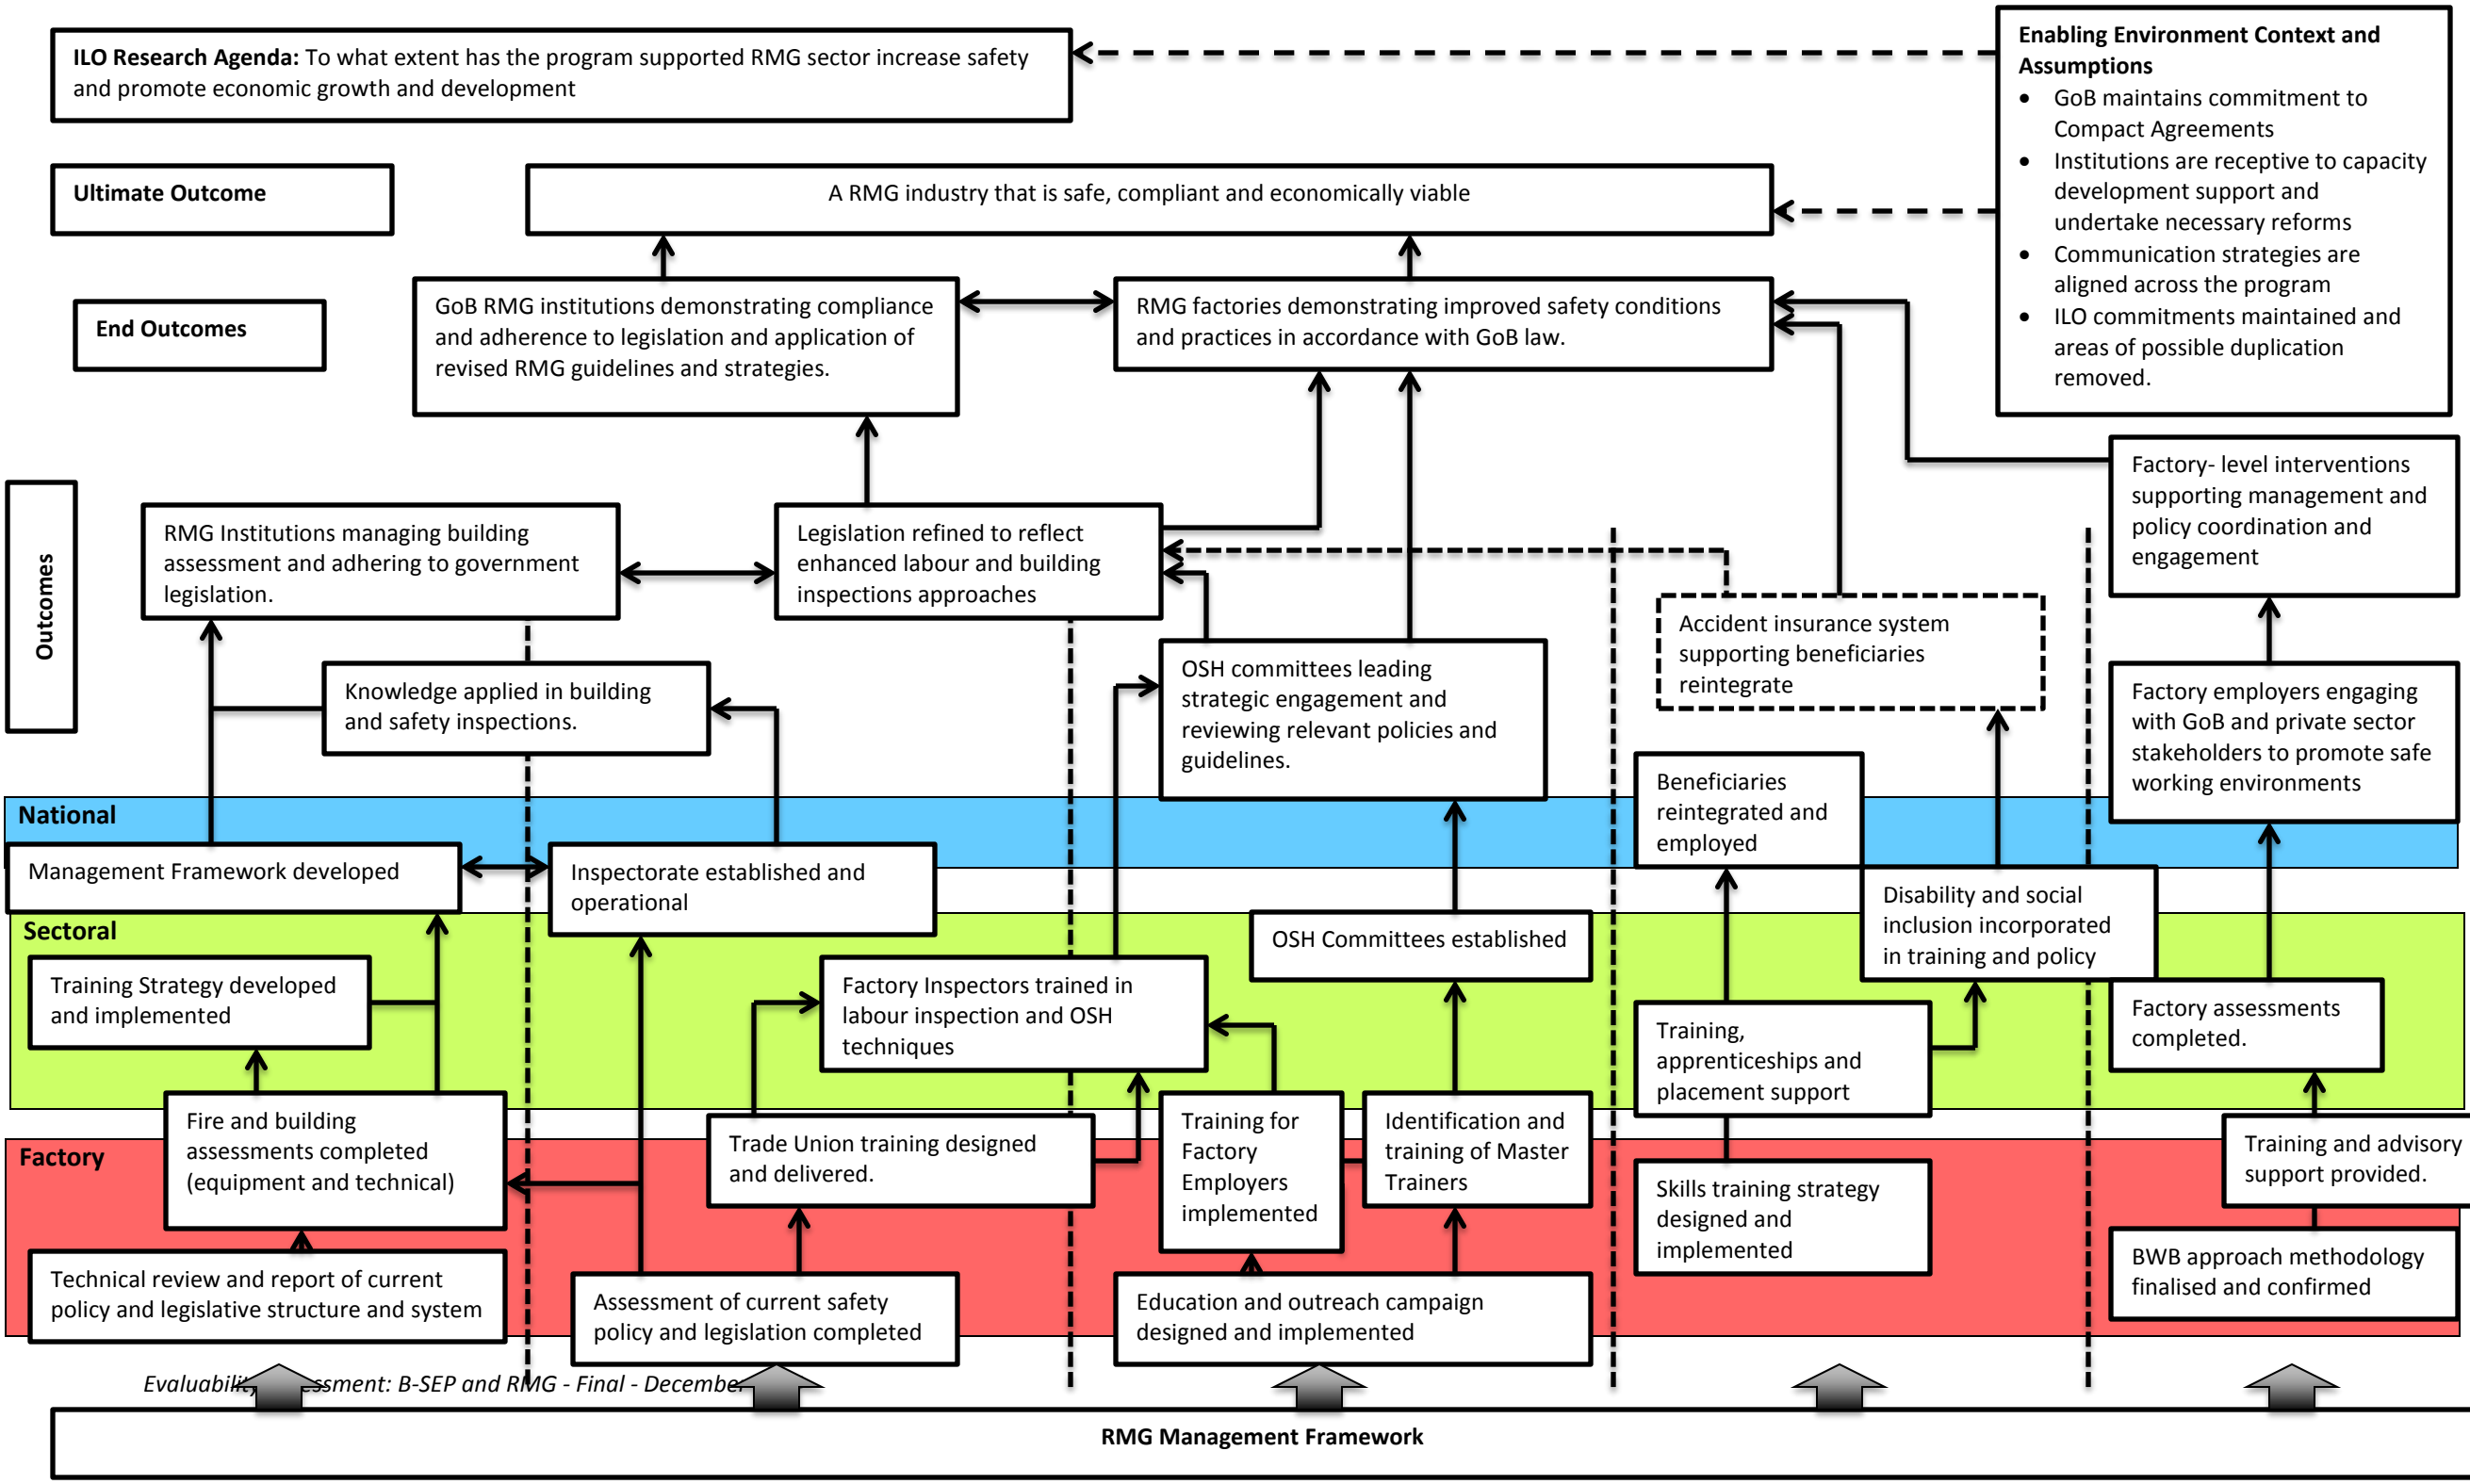 ILO Research Agenda: To what extent has the program supported RMG sector increase safety
and promote economic growth and development
Enabling Environment Context and
Assumptions
• GoB maintains commitment to
Compact Agreements
• Institutions are receptive to capacity
development support and
undertake necessary reforms
• Communication strategies are
aligned across the program
• ILO commitments maintained and
areas of possible duplication
removed.
Ultimate Outcome
A RMG industry that is safe, compliant and economically viable
End Outcomes
GoB RMG institutions demonstrating compliance
and adherence to legislation and application of
revised RMG guidelines and strategies.
RMG factories demonstrating improved safety conditions
and practices in accordance with GoB law.
Outcomes
RMG Institutions managing building
assessment and adhering to government
legislation.
Legislation refined to reflect
enhanced labour and building
inspections approaches
Factory- level interventions
supporting management and
policy coordination and
engagement
Knowledge applied in building
and safety inspections.
OSH committees leading
strategic engagement and
reviewing relevant policies and
guidelines.
Accident insurance system
supporting beneficiaries
reintegrate
Factory employers engaging
with GoB and private sector
stakeholders to promote safe
working environments
Beneficiaries
reintegrated and
employed
National
Management Framework developed
Inspectorate established and
operational
Disability and social
inclusion incorporated
in training and policy
Sectoral
OSH Committees established
Training Strategy developed
and implemented
Factory Inspectors trained in
labour inspection and OSH
techniques
Training,
apprenticeships and
placement support
Factory assessments
completed.
Fire and building
assessments completed
(equipment and technical)
Trade Union training designed
and delivered.
Training for
Factory
Employers
implemented
Identification and
training of Master
Trainers
Training and advisory
support provided.
Factory
Skills training strategy
designed and
implemented
Technical review and report of current
policy and legislative structure and system
Assessment of current safety
policy and legislation completed
Education and outreach campaign
designed and implemented
BWB approach methodology
finalised and confirmed
B-SEP and RMG - Final -
RMG Management Framework